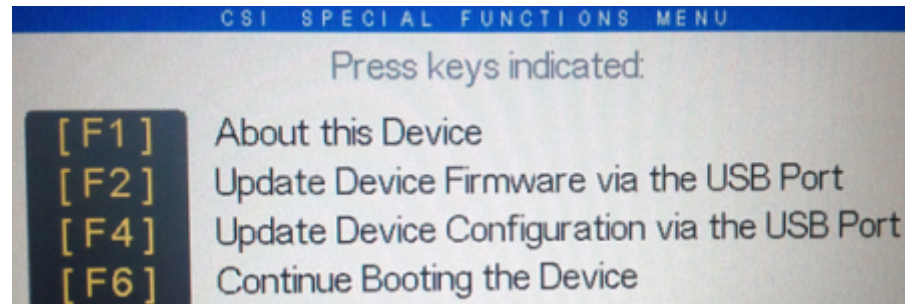 CSI SPECIAL FUNCTIONS MENU
Press keys indicated:
[F1] About this Device
[F2] Update Device Firmware via the USB Port
[F4] Update Device Configuration via the USB Port
[F6] Continue Booting the Device